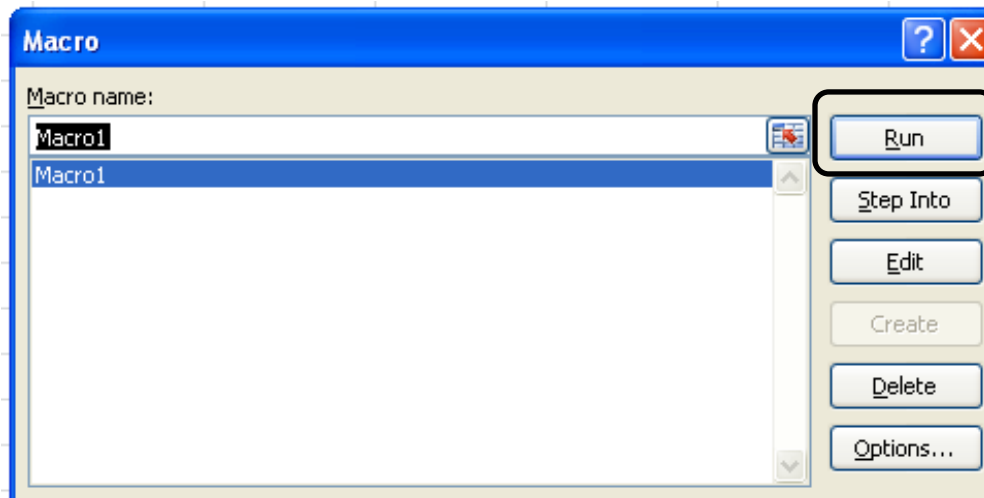 Macro
Macro name:
Macro1
Macro1
Run
Step Into
Edit
Create
Delete
Options...